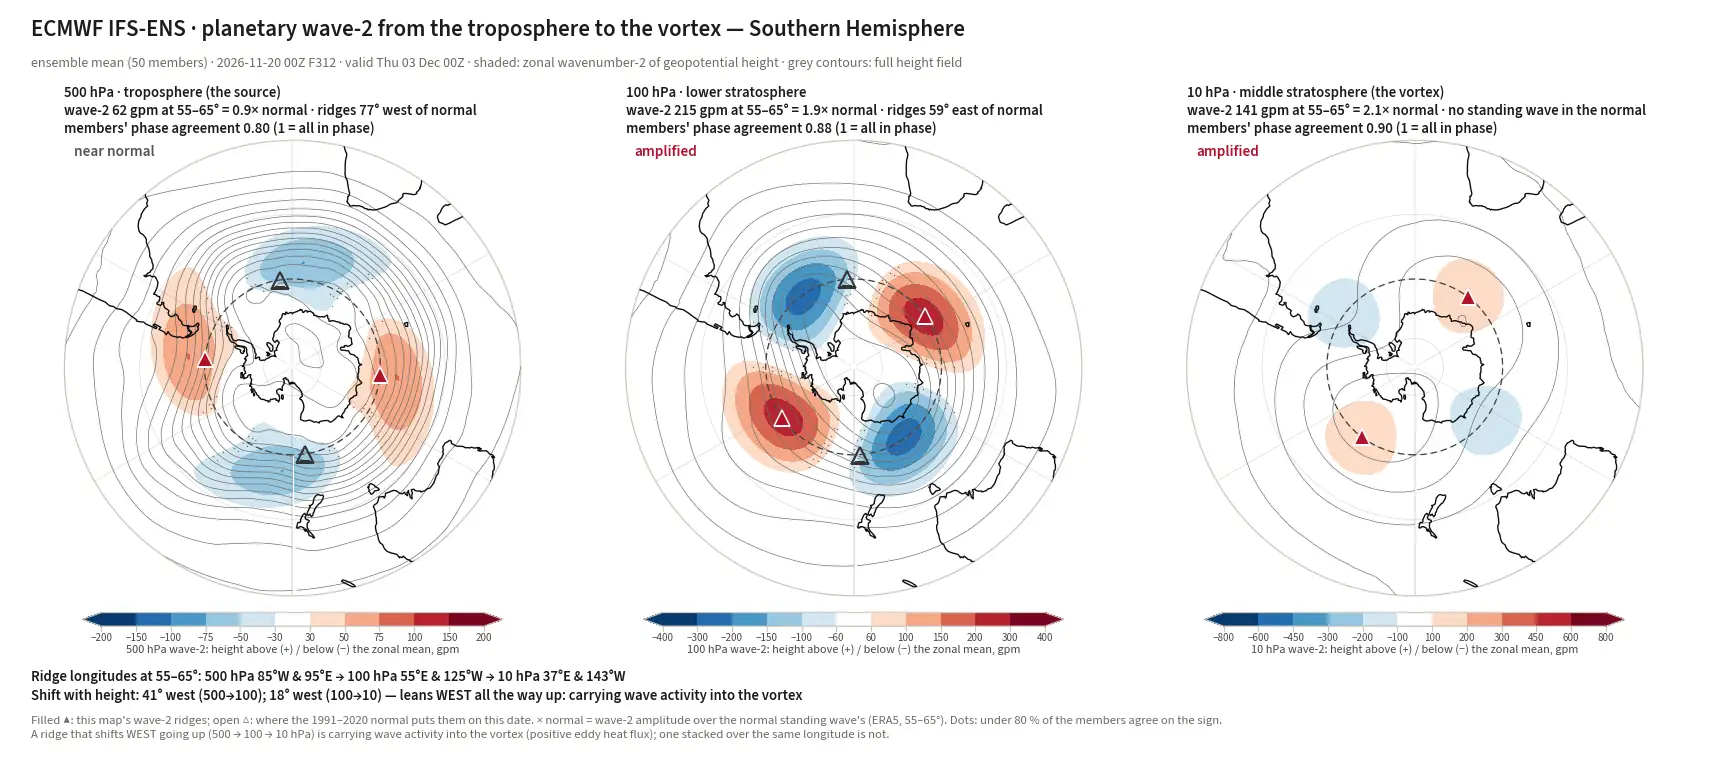 ECMWF IFS-ENS · planetary wave-2 from the troposphere to the vortex — Southern Hemisphere
ensemble mean (50 members) · 2026-11-20 00Z F312 · valid Thu 03 Dec 00Z · shaded: zonal wavenumber-2 of geopotential height · grey contours: full height field
500 hPa · troposphere (the source)
wave-2 62 gpm at 55–65° = 0.9× normal · ridges 77° west of normal
members' phase agreement 0.80 (1 = all in phase)
near normal
100 hPa · lower stratosphere
wave-2 215 gpm at 55–65° = 1.9× normal · ridges 59° east of normal
members' phase agreement 0.88 (1 = all in phase)
amplified
10 hPa · middle stratosphere (the vortex)
wave-2 141 gpm at 55–65° = 2.1× normal · no standing wave in the normal
members' phase agreement 0.90 (1 = all in phase)
amplified
−200 −150 −100 −75 −50 −30 30 50 75 100 150 200
500 hPa wave-2: height above (+) / below (−) the zonal mean, gpm
−400 −300 −200 −150 −100 −60 60 100 150 200 300 400
100 hPa wave-2: height above (+) / below (−) the zonal mean, gpm
−800 −600 −450 −300 −200 −100 100 200 300 450 600 800
10 hPa wave-2: height above (+) / below (−) the zonal mean, gpm
Ridge longitudes at 55–65°: 500 hPa 85°W & 95°E → 100 hPa 55°E & 125°W → 10 hPa 37°E & 143°W
Shift with height: 41° west (500→100); 18° west (100→10) — leans WEST all the way up: carrying wave activity into the vortex
Filled ▲: this map's wave-2 ridges; open △: where the 1991–2020 normal puts them on this date. × normal = wave-2 amplitude over the normal standing wave's (ERA5, 55–65°). Dots: under 80 % of the members agree on the sign.
A ridge that shifts WEST going up (500 → 100 → 10 hPa) is carrying wave activity into the vortex (positive eddy heat flux); one stacked over the same longitude is not.